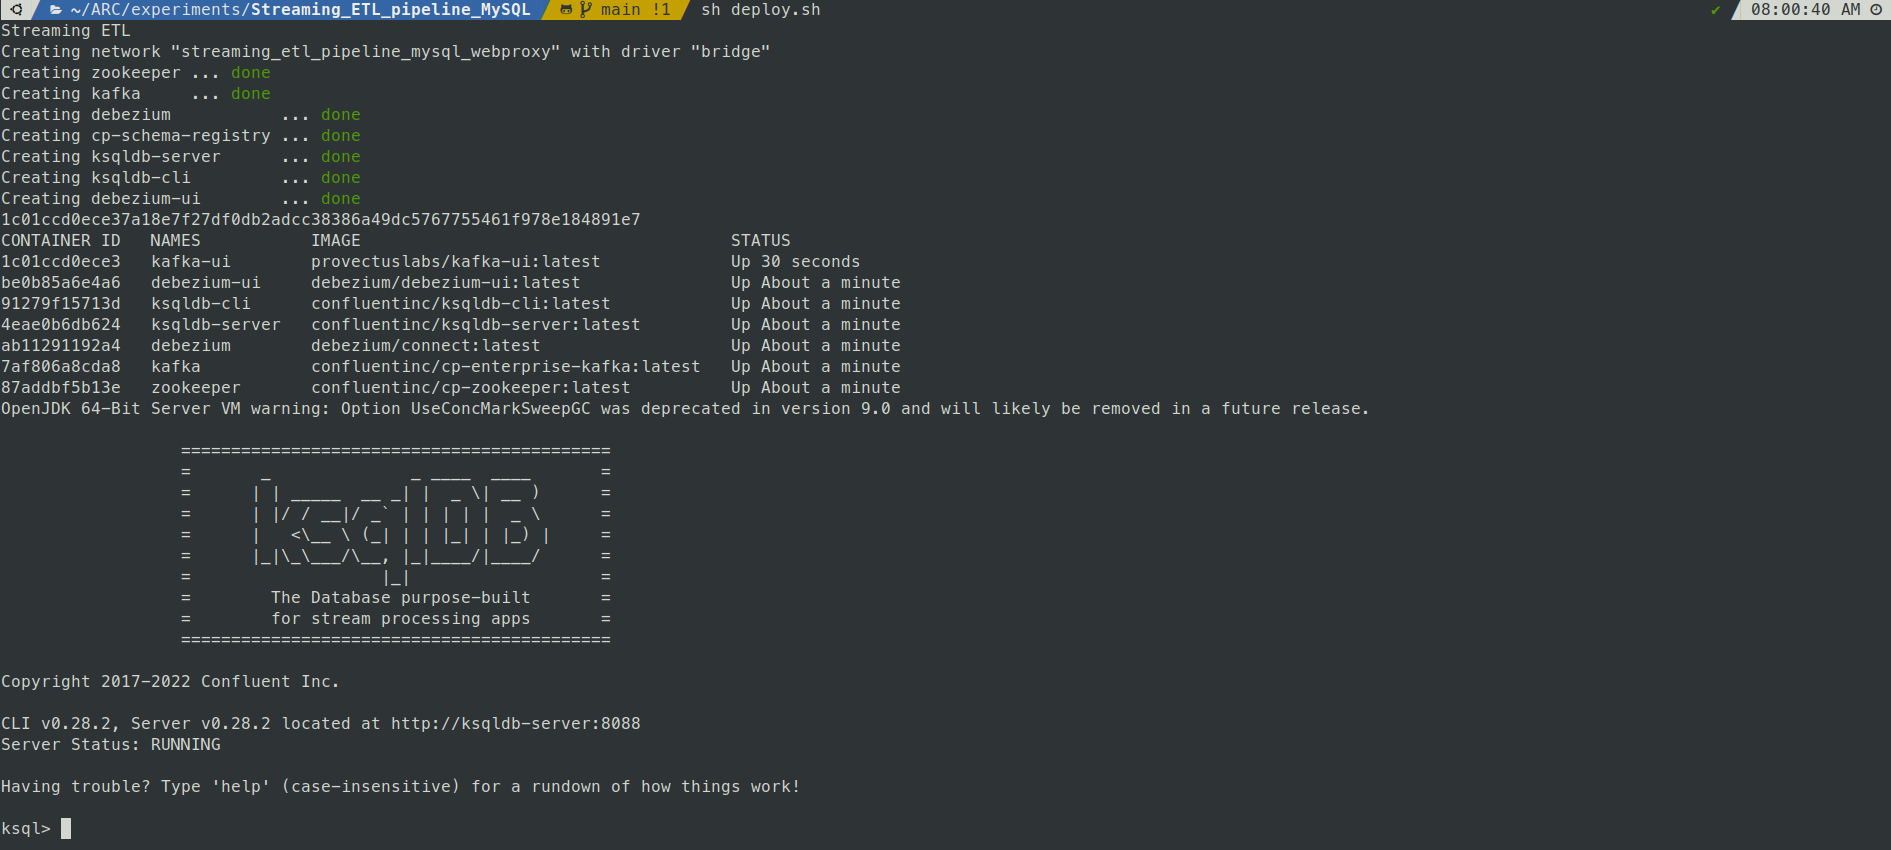 ~/ARC/experiments/Streaming_ETL_pipeline_MySQL main !1 sh deploy.sh ✔ 08:00:40 AM
Streaming ETL
Creating network "streaming_etl_pipeline_mysql_webproxy" with driver "bridge"
Creating zookeeper ... done
Creating kafka     ... done
Creating debezium           ... done
Creating cp-schema-registry ... done
Creating ksqldb-server      ... done
Creating ksqldb-cli         ... done
Creating debezium-ui        ... done
1c01ccd0ece37a18e7f27df0db2adcc38386a49dc5767755461f978e184891e7
CONTAINER ID   NAMES           IMAGE                                     STATUS
1c01ccd0ece3   kafka-ui        provectuslabs/kafka-ui:latest             Up 30 seconds
be0b85a6e4a6   debezium-ui     debezium/debezium-ui:latest               Up About a minute
91279f15713d   ksqldb-cli      confluentinc/ksqldb-cli:latest            Up About a minute
4eae0b6db624   ksqldb-server   confluentinc/ksqldb-server:latest         Up About a minute
ab11291192a4   debezium        debezium/connect:latest                   Up About a minute
7af806a8cda8   kafka           confluentinc/cp-enterprise-kafka:latest   Up About a minute
87addbf5b13e   zookeeper       confluentinc/cp-zookeeper:latest          Up About a minute
OpenJDK 64-Bit Server VM warning: Option UseConcMarkSweepGC was deprecated in version 9.0 and will likely be removed in a future release.
                  ===========================================
                  =       _              _ ____  ____       =
                  =      | | _____  __ _| |  _ \| __ )      =
                  =      | |/ / __|/ _` | | | | |  _ \      =
                  =      |   <\__ \ (_| | | |_| | |_) |     =
                  =      |_|\_\___/\__, |_|____/|____/      =
                  =                   |_|                   =
                  =        The Database purpose-built       =
                  =        for stream processing apps       =
                  ===========================================
Copyright 2017-2022 Confluent Inc.
CLI v0.28.2, Server v0.28.2 located at http://ksqldb-server:8088
Server Status: RUNNING
Having trouble? Type 'help' (case-insensitive) for a rundown of how things work!
ksql>